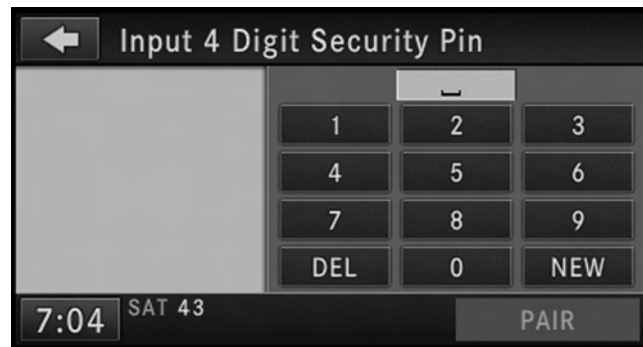 Input 4 Digit Security Pin
1 2 3
4 5 6
7 8 9
DEL 0 NEW
7:04 SAT 43 PAIR